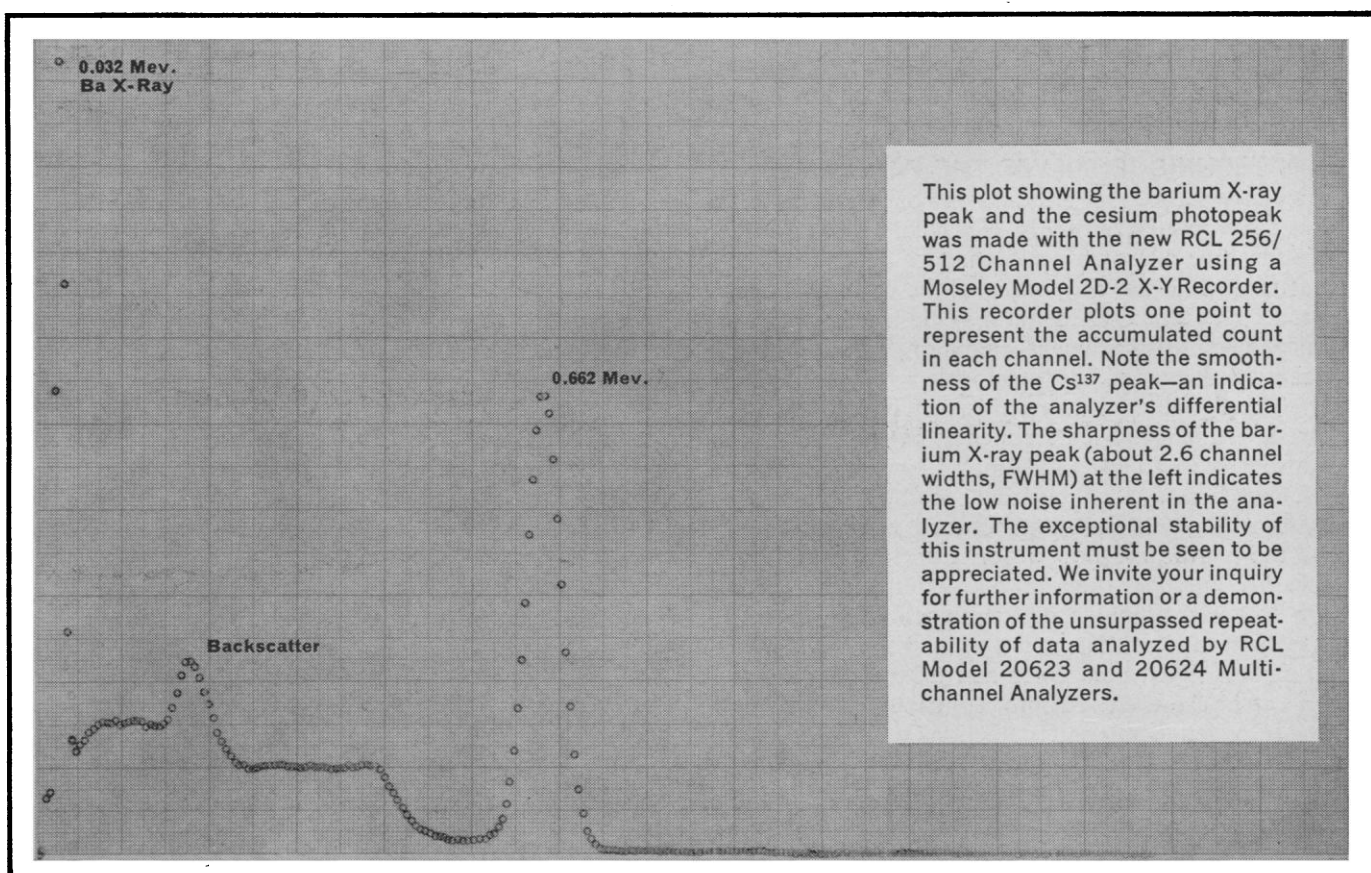 0.032 Mev.
Ba X-Ray
0.662 Mev.
Backscatter
This plot showing the barium X-ray
peak and the cesium photopeak
was made with the new RCL 256/
512 Channel Analyzer using a
Moseley Model 2D-2 X-Y Recorder.
This recorder plots one point to
represent the accumulated count
in each channel. Note the smooth-
ness of the Cs¹³⁷ peak—an indica-
tion of the analyzer's differential
linearity. The sharpness of the bar-
ium X-ray peak (about 2.6 channel
widths, FWHM) at the left indicates
the low noise inherent in the ana-
lyzer. The exceptional stability of
this instrument must be seen to be
appreciated. We invite your inquiry
for further information or a demon-
stration of the unsurpassed repeat-
ability of data analyzed by RCL
Model 20623 and 20624 Multi-
channel Analyzers.